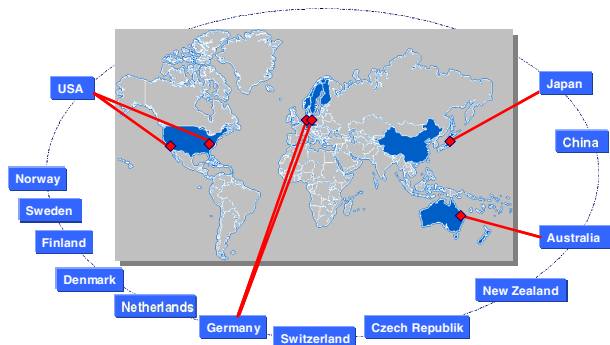 USA
Japan
China
Norway
Sweden
Finland
Australia
Denmark
Netherlands
New Zealand
Germany
Switzerland
Czech Republik